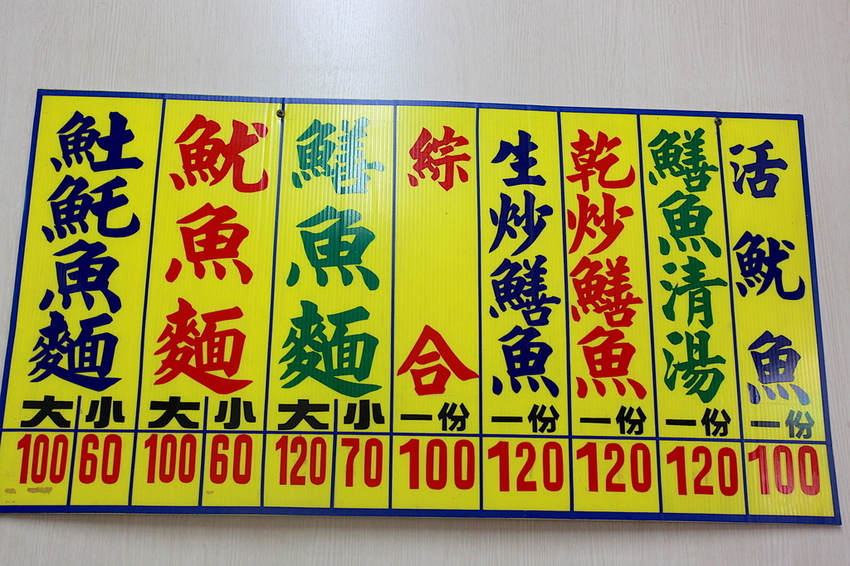 活魷魚
一份
100
鱔魚清湯
一份
120
乾炒鱔魚
一份
120
生炒鱔魚
一份
120
綜合
一份
100
鱔魚麵
大 小
120 70
魷魚麵
大 小
100 60
𩵚魠魚麵
大 小
100 60